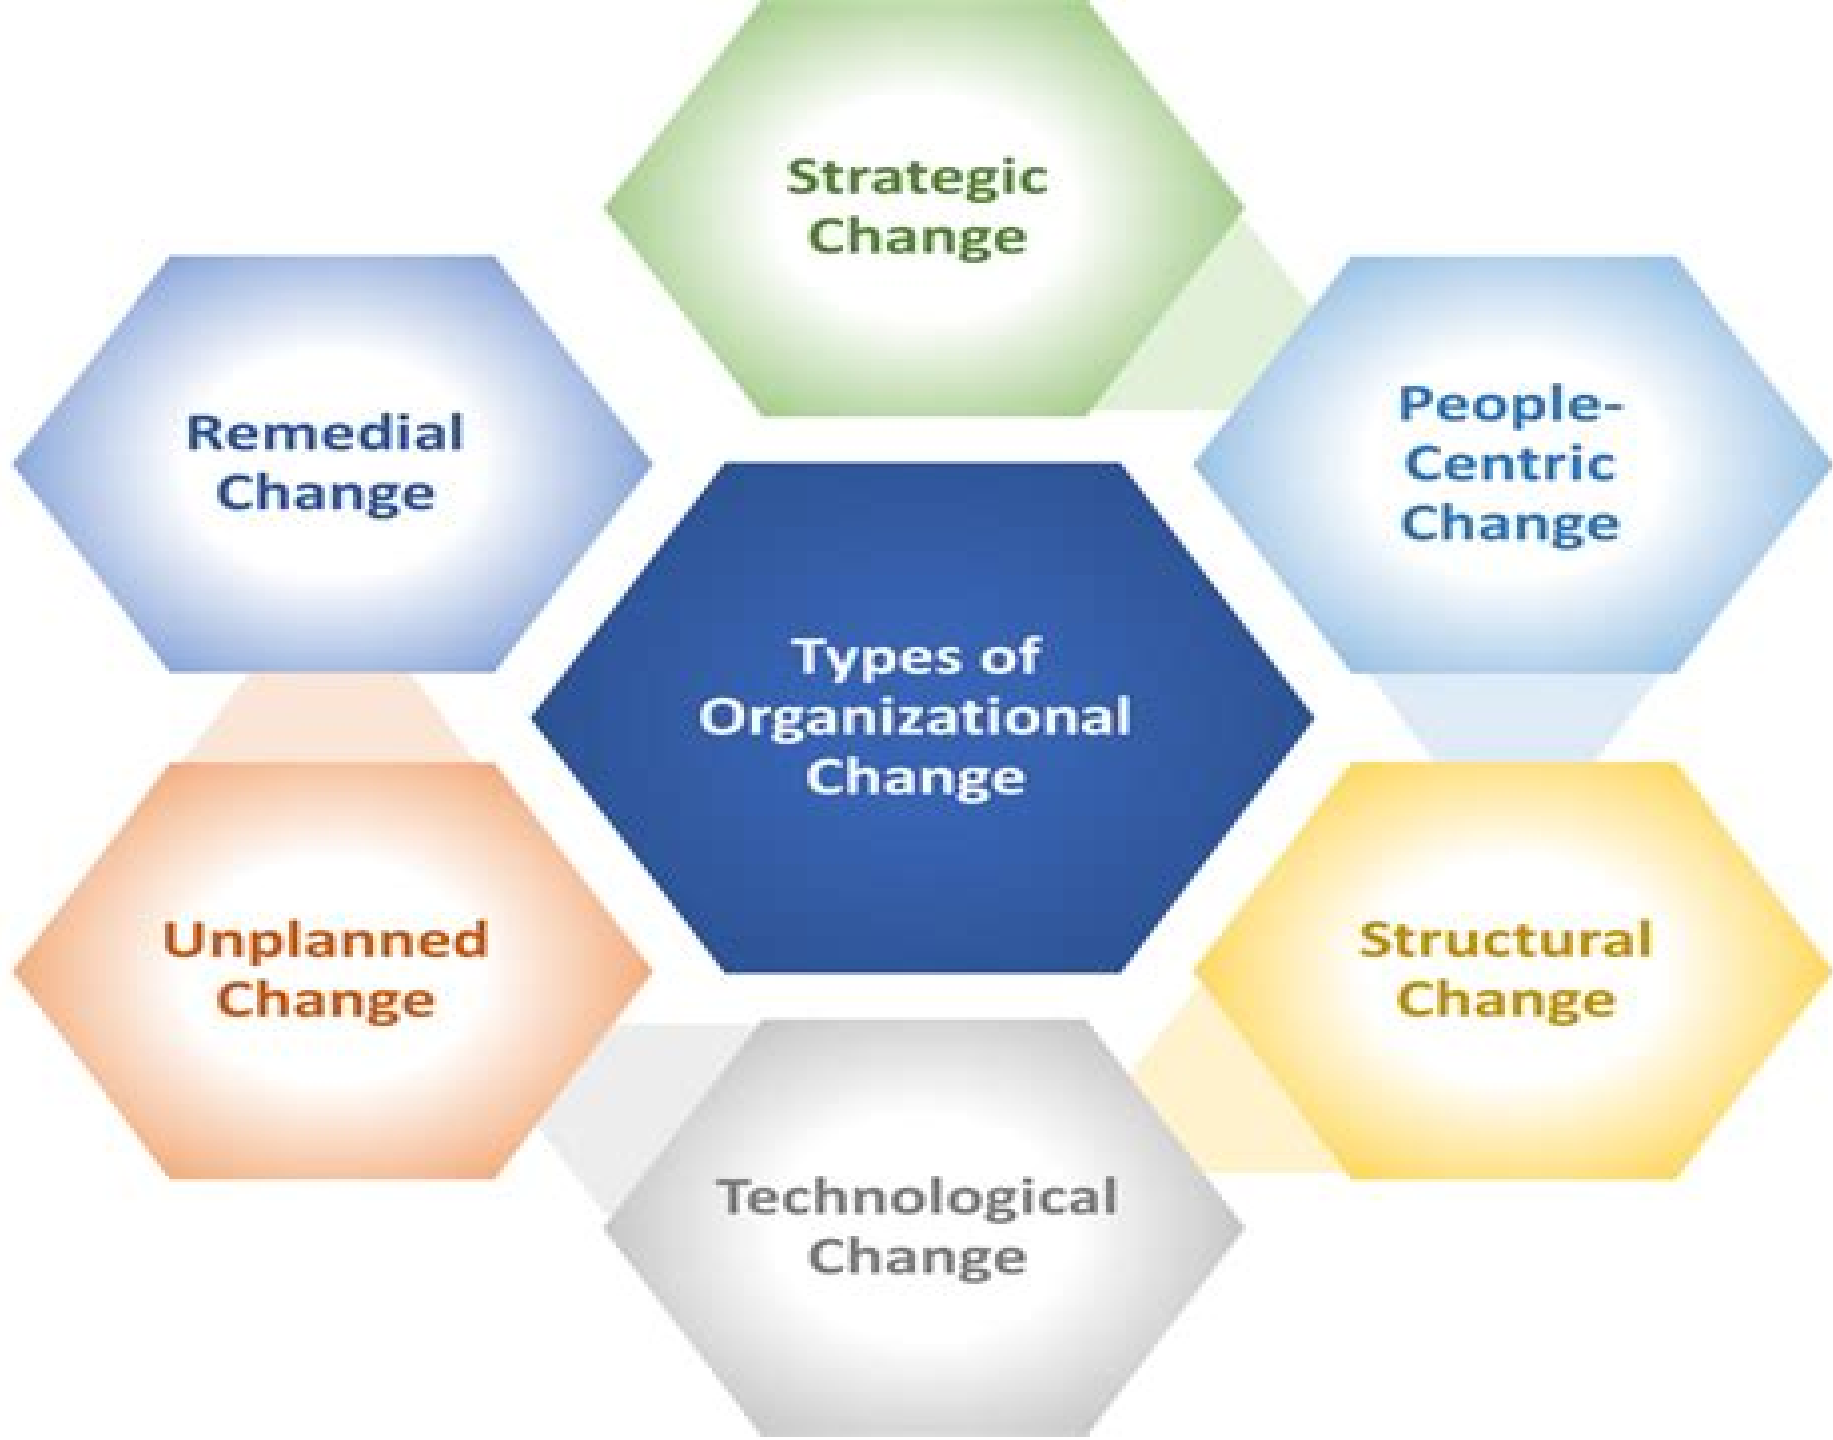 Strategic
Change
People-
Centric
Change
Structural
Change
Technological
Change
Unplanned
Change
Remedial
Change
Types of
Organizational
Change